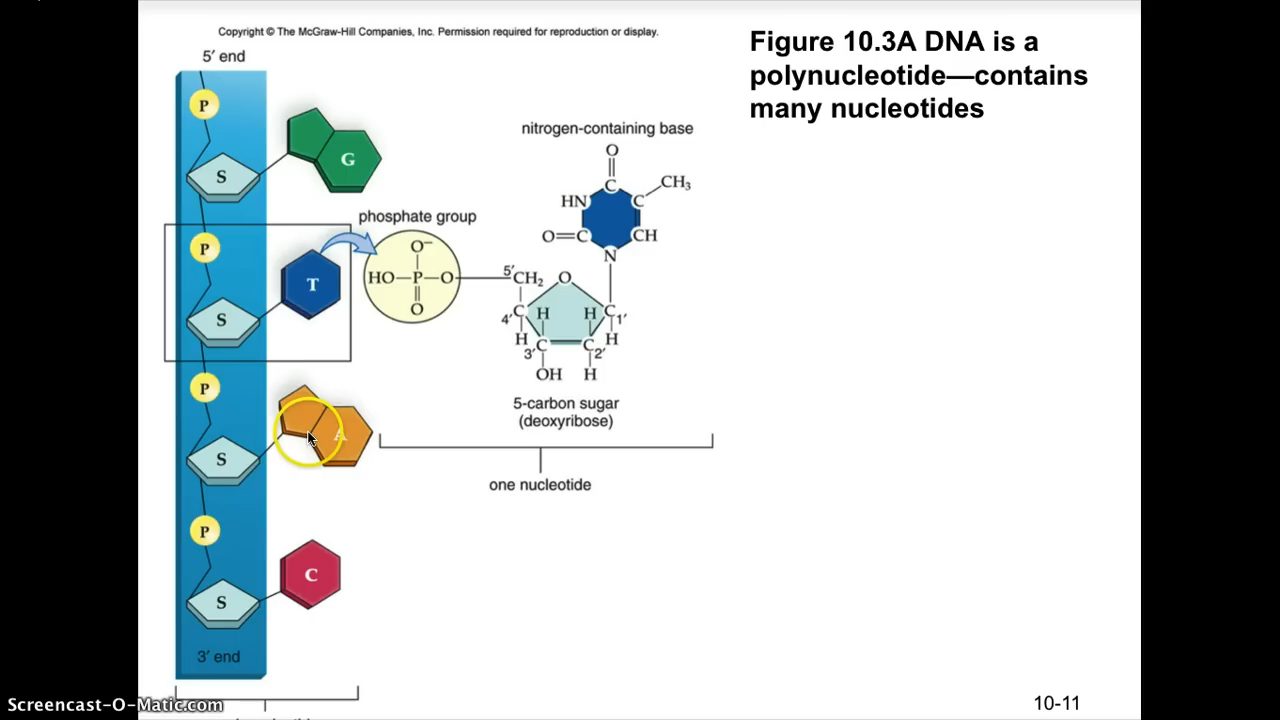 Copyright © The McGraw-Hill Companies, Inc. Permission required for reproduction or display.
Figure 10.3A DNA is a
polynucleotide—contains
many nucleotides
5′ end
P
S
G
P
S
T
P
S
A
P
S
C
3′ end
nitrogen-containing base
O
C
CH₃
HN
C
O=C
CH
N
phosphate group
O⁻
HO—P—O
O
5′
CH₂
O
4′
C
H
H
C
1′
H
H
3′
C
C
2′
OH
H
5-carbon sugar
(deoxyribose)
one nucleotide
10-11
Screencast-O-Matic.com